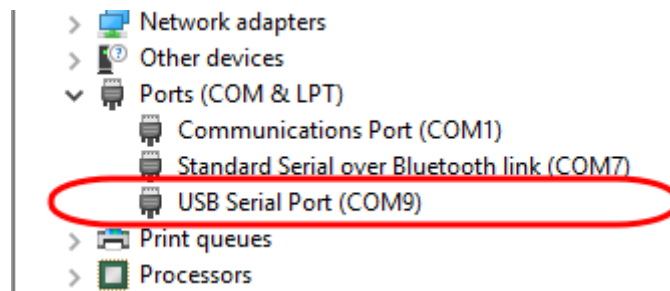 Network adapters
Other devices
Ports (COM & LPT)
Communications Port (COM1)
Standard Serial over Bluetooth link (COM7)
USB Serial Port (COM9)
Print queues
Processors